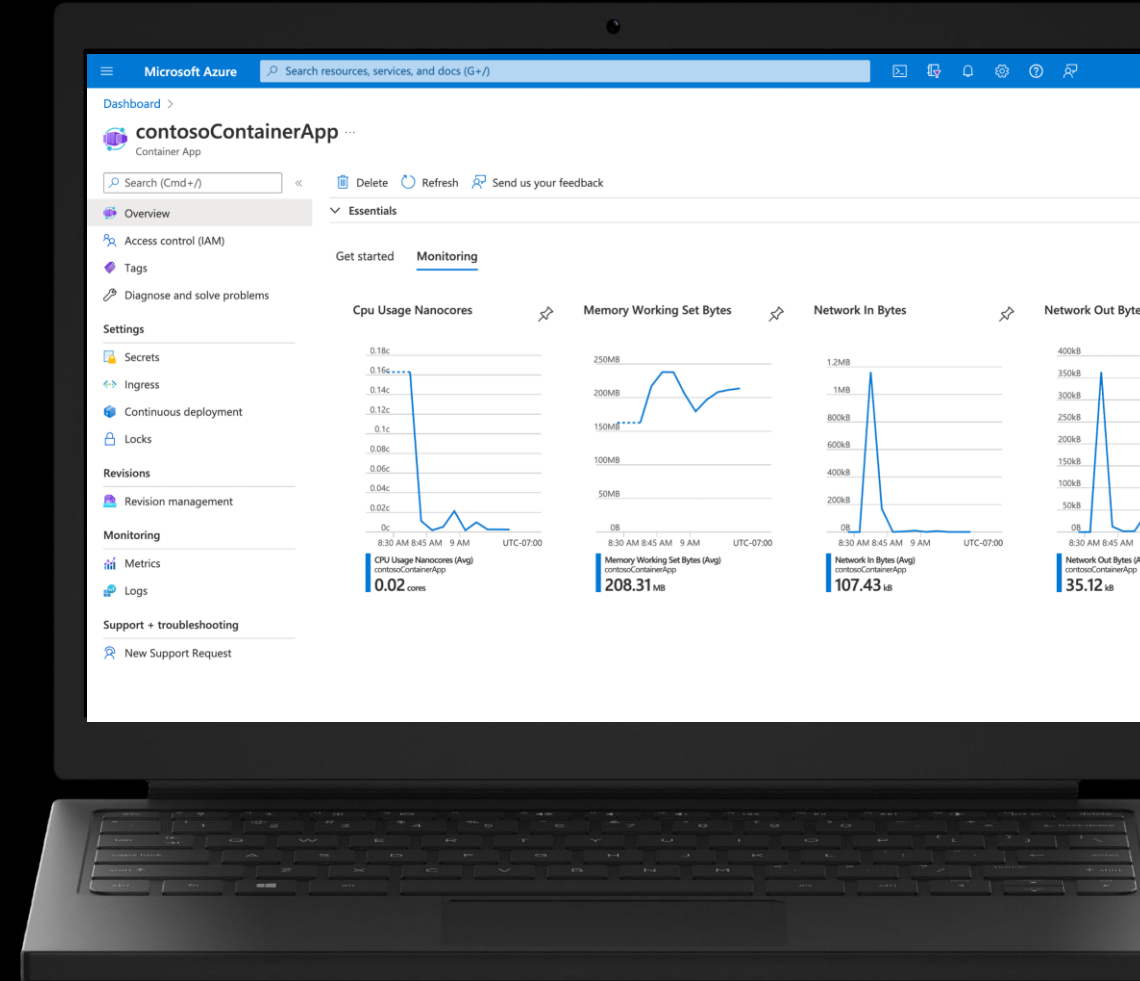 Microsoft Azure
Search resources, services, and docs (G+/)
Dashboard >
contosoContainerApp ...
Container App
Search (Cmd+/)
«
Delete
Refresh
Send us your feedback
Overview
Essentials
Access control (IAM)
Tags
Diagnose and solve problems
Settings
Secrets
Ingress
Continuous deployment
Locks
Revisions
Revision management
Monitoring
Metrics
Logs
Support + troubleshooting
New Support Request
Get started
Monitoring
Cpu Usage Nanocores
0.18c
0.16c
0.14c
0.12c
0.1c
0.08c
0.06c
0.04c
0.02c
0c
8:30 AM 8:45 AM 9 AM UTC-07:00
CPU Usage Nanocores (Avg)
contosoContainerApp
0.02 cores
Memory Working Set Bytes
250MB
200MB
150MB
100MB
50MB
0B
8:30 AM 8:45 AM 9 AM UTC-07:00
Memory Working Set Bytes (Avg)
contosoContainerApp
208.31 MB
Network In Bytes
1.2MB
1MB
800kB
600kB
400kB
200kB
0B
8:30 AM 8:45 AM 9 AM UTC-07:00
Network In Bytes (Avg)
contosoContainerApp
107.43 kB
Network Out Byte
400kB
350kB
300kB
250kB
200kB
150kB
100kB
50kB
0B
8:30 AM 8:45 AM
Network Out Bytes (A
contosoContainerApp
35.12 kB